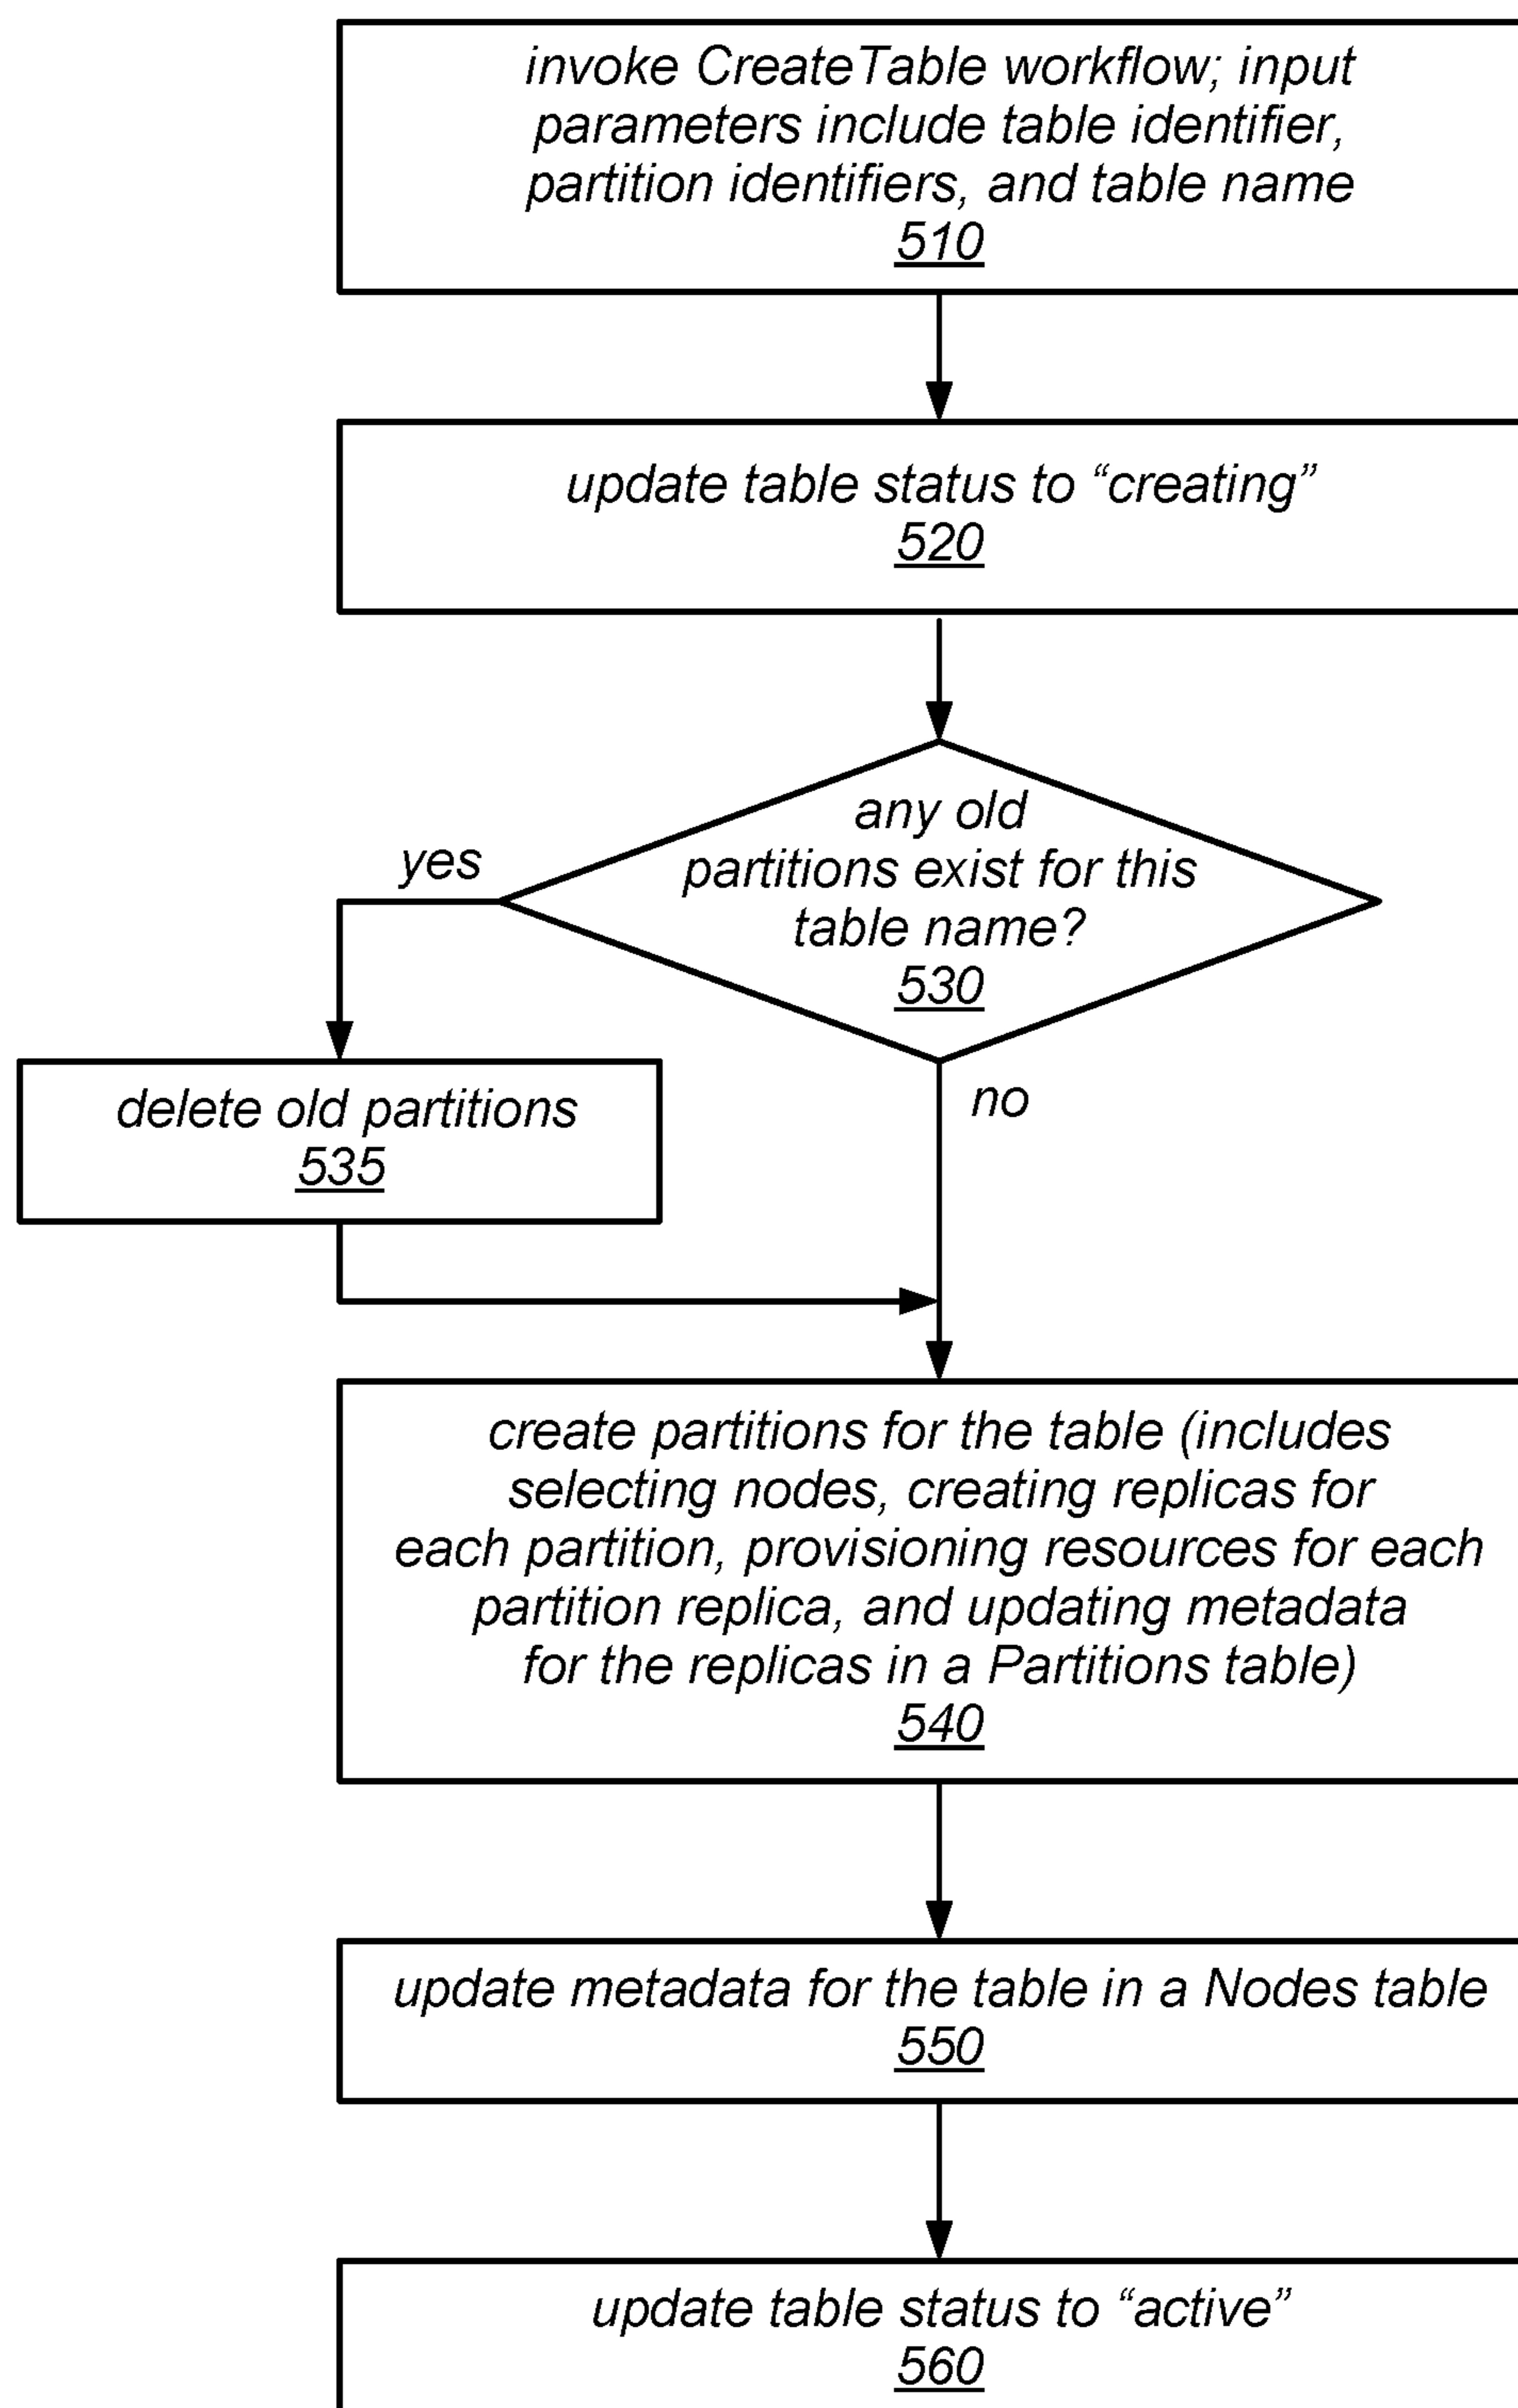 invoke CreateTable workflow; input
parameters include table identifier,
partition identifiers, and table name
510
update table status to “creating”
520
any old
partitions exist for this
table name?
530
yes
no
delete old partitions
535
create partitions for the table (includes
selecting nodes, creating replicas for
each partition, provisioning resources for each
partition replica, and updating metadata
for the replicas in a Partitions table)
540
update metadata for the table in a Nodes table
550
update table status to “active”
560